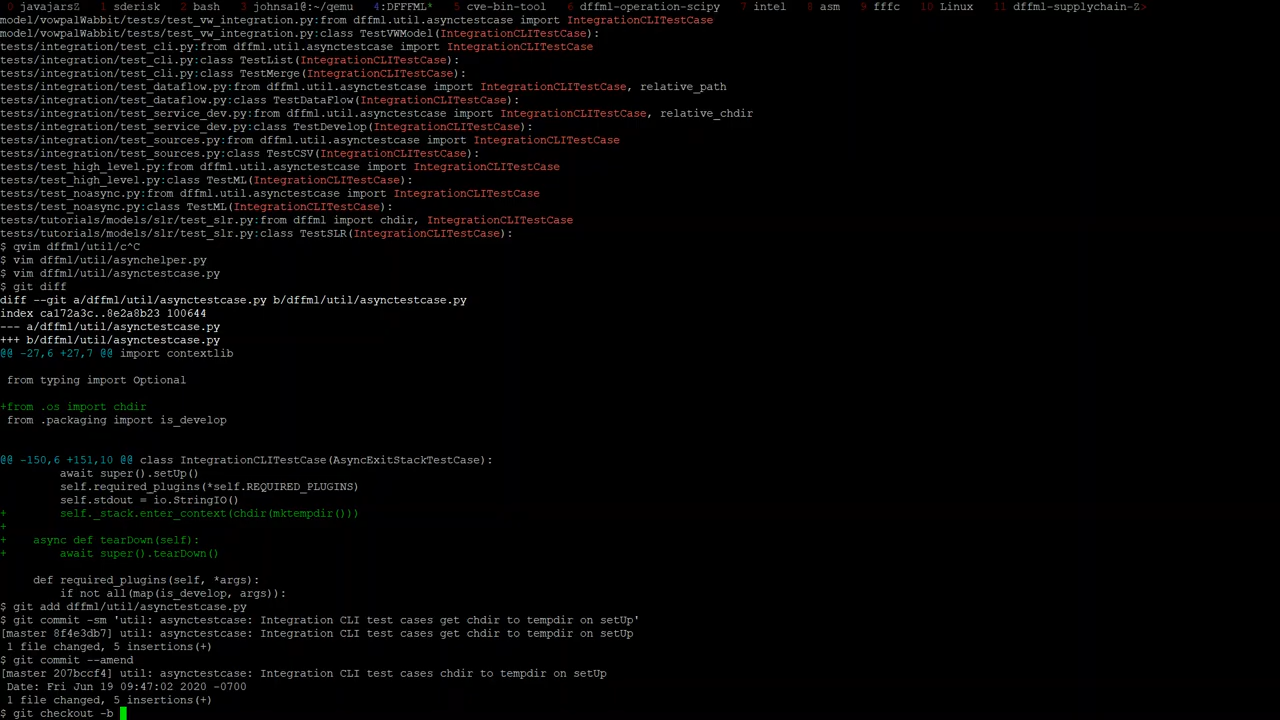 0 javajarsZ  1 sderisk  2 bash  3 johnsa1@:~/qemu  4:DFFML*  5 cve-bin-tool  6 dffml-operation-scipy  7 intel  8 asm  9 fffc  10 Linux  11 dffml-supplychain-Z>
model/vowpalWabbit/tests/test_vw_integration.py:from dffml.util.asynctestcase import IntegrationCLITestCase
model/vowpalWabbit/tests/test_vw_integration.py:class TestVWModel(IntegrationCLITestCase):
tests/integration/test_cli.py:from dffml.util.asynctestcase import IntegrationCLITestCase
tests/integration/test_cli.py:class TestList(IntegrationCLITestCase):
tests/integration/test_cli.py:class TestMerge(IntegrationCLITestCase):
tests/integration/test_dataflow.py:from dffml.util.asynctestcase import IntegrationCLITestCase, relative_path
tests/integration/test_dataflow.py:class TestDataFlow(IntegrationCLITestCase):
tests/integration/test_service_dev.py:from dffml.util.asynctestcase import IntegrationCLITestCase, relative_chdir
tests/integration/test_service_dev.py:class TestDevelop(IntegrationCLITestCase):
tests/integration/test_sources.py:from dffml.util.asynctestcase import IntegrationCLITestCase
tests/integration/test_sources.py:class TestCSV(IntegrationCLITestCase):
tests/test_high_level.py:from dffml.util.asynctestcase import IntegrationCLITestCase
tests/test_high_level.py:class TestML(IntegrationCLITestCase):
tests/test_noasync.py:from dffml.util.asynctestcase import IntegrationCLITestCase
tests/test_noasync.py:class TestML(IntegrationCLITestCase):
tests/tutorials/models/slr/test_slr.py:from dffml import chdir, IntegrationCLITestCase
tests/tutorials/models/slr/test_slr.py:class TestSLR(IntegrationCLITestCase):
$ qvim dffml/util/c^C
$ vim dffml/util/asynchelper.py
$ vim dffml/util/asynctestcase.py
$ git diff
diff --git a/dffml/util/asynctestcase.py b/dffml/util/asynctestcase.py
index ca172a3c..8e2a8b23 100644
--- a/dffml/util/asynctestcase.py
+++ b/dffml/util/asynctestcase.py
@@ -27,6 +27,7 @@ import contextlib
 from typing import Optional
+from .os import chdir
 from .packaging import is_develop
@@ -150,6 +151,10 @@ class IntegrationCLITestCase(AsyncExitStackTestCase):
         await super().setUp()
         self.required_plugins(*self.REQUIRED_PLUGINS)
         self.stdout = io.StringIO()
+        self._stack.enter_context(chdir(mktempdir()))
+
+    async def tearDown(self):
+        await super().tearDown()
     def required_plugins(self, *args):
         if not all(map(is_develop, args)):
$ git add dffml/util/asynctestcase.py
$ git commit -sm 'util: asynctestcase: Integration CLI test cases get chdir to tempdir on setUp'
[master 8f4e3db7] util: asynctestcase: Integration CLI test cases get chdir to tempdir on setUp
 1 file changed, 5 insertions(+)
$ git commit --amend
[master 207bccf4] util: asynctestcase: Integration CLI test cases chdir to tempdir on setUp
 Date: Fri Jun 19 09:47:02 2020 -0700
 1 file changed, 5 insertions(+)
$ git checkout -b